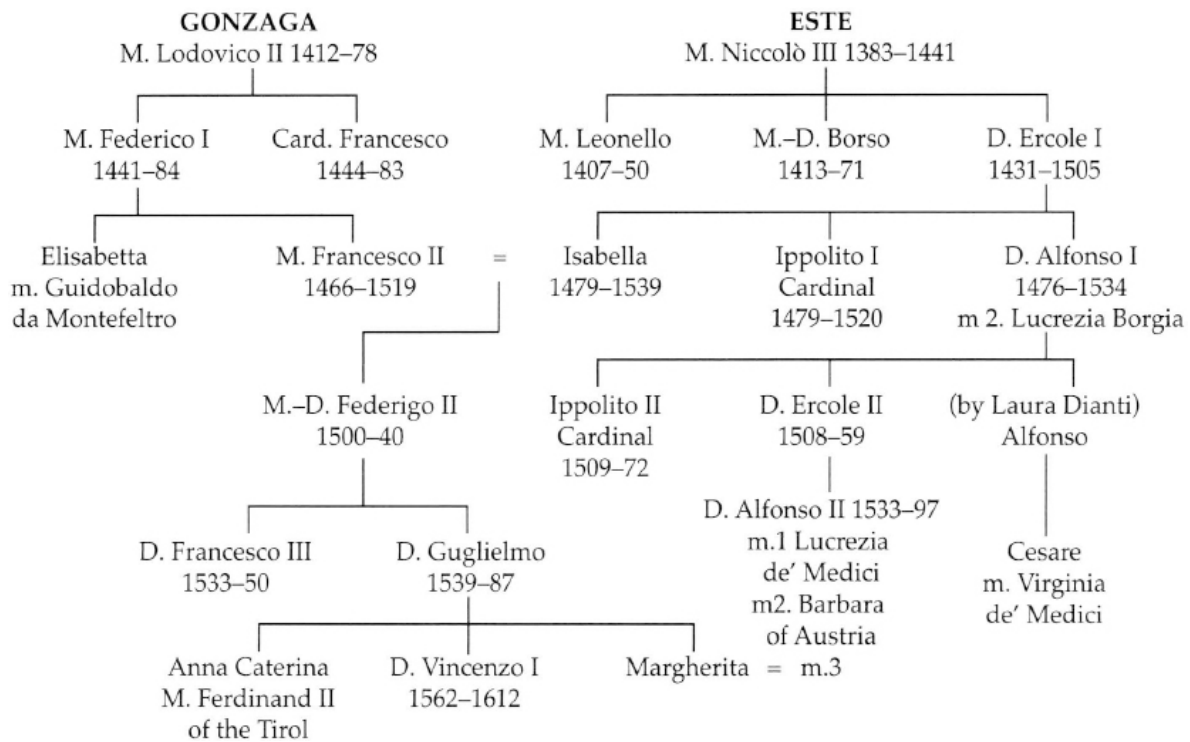 GONZAGA
M. Lodovico II 1412–78
M. Federico I
1441–84
Card. Francesco
1444–83
Elisabetta
m. Guidobaldo
da Montefeltro
M. Francesco II
1466–1519
=
ESTE
M. Niccolò III 1383–1441
M. Leonello
1407–50
M.–D. Borso
1413–71
D. Ercole I
1431–1505
Isabella
1479–1539
Ippolito I
Cardinal
1479–1520
D. Alfonso I
1476–1534
m 2. Lucrezia Borgia
M.–D. Federigo II
1500–40
Ippolito II
Cardinal
1509–72
D. Ercole II
1508–59
(by Laura Dianti)
Alfonso
D. Francesco III
1533–50
D. Guglielmo
1539–87
D. Alfonso II 1533–97
m.1 Lucrezia
de’ Medici
m2. Barbara
of Austria
Cesare
m. Virginia
de’ Medici
Anna Caterina
M. Ferdinand II
of the Tirol
D. Vincenzo I
1562–1612
Margherita = m.3